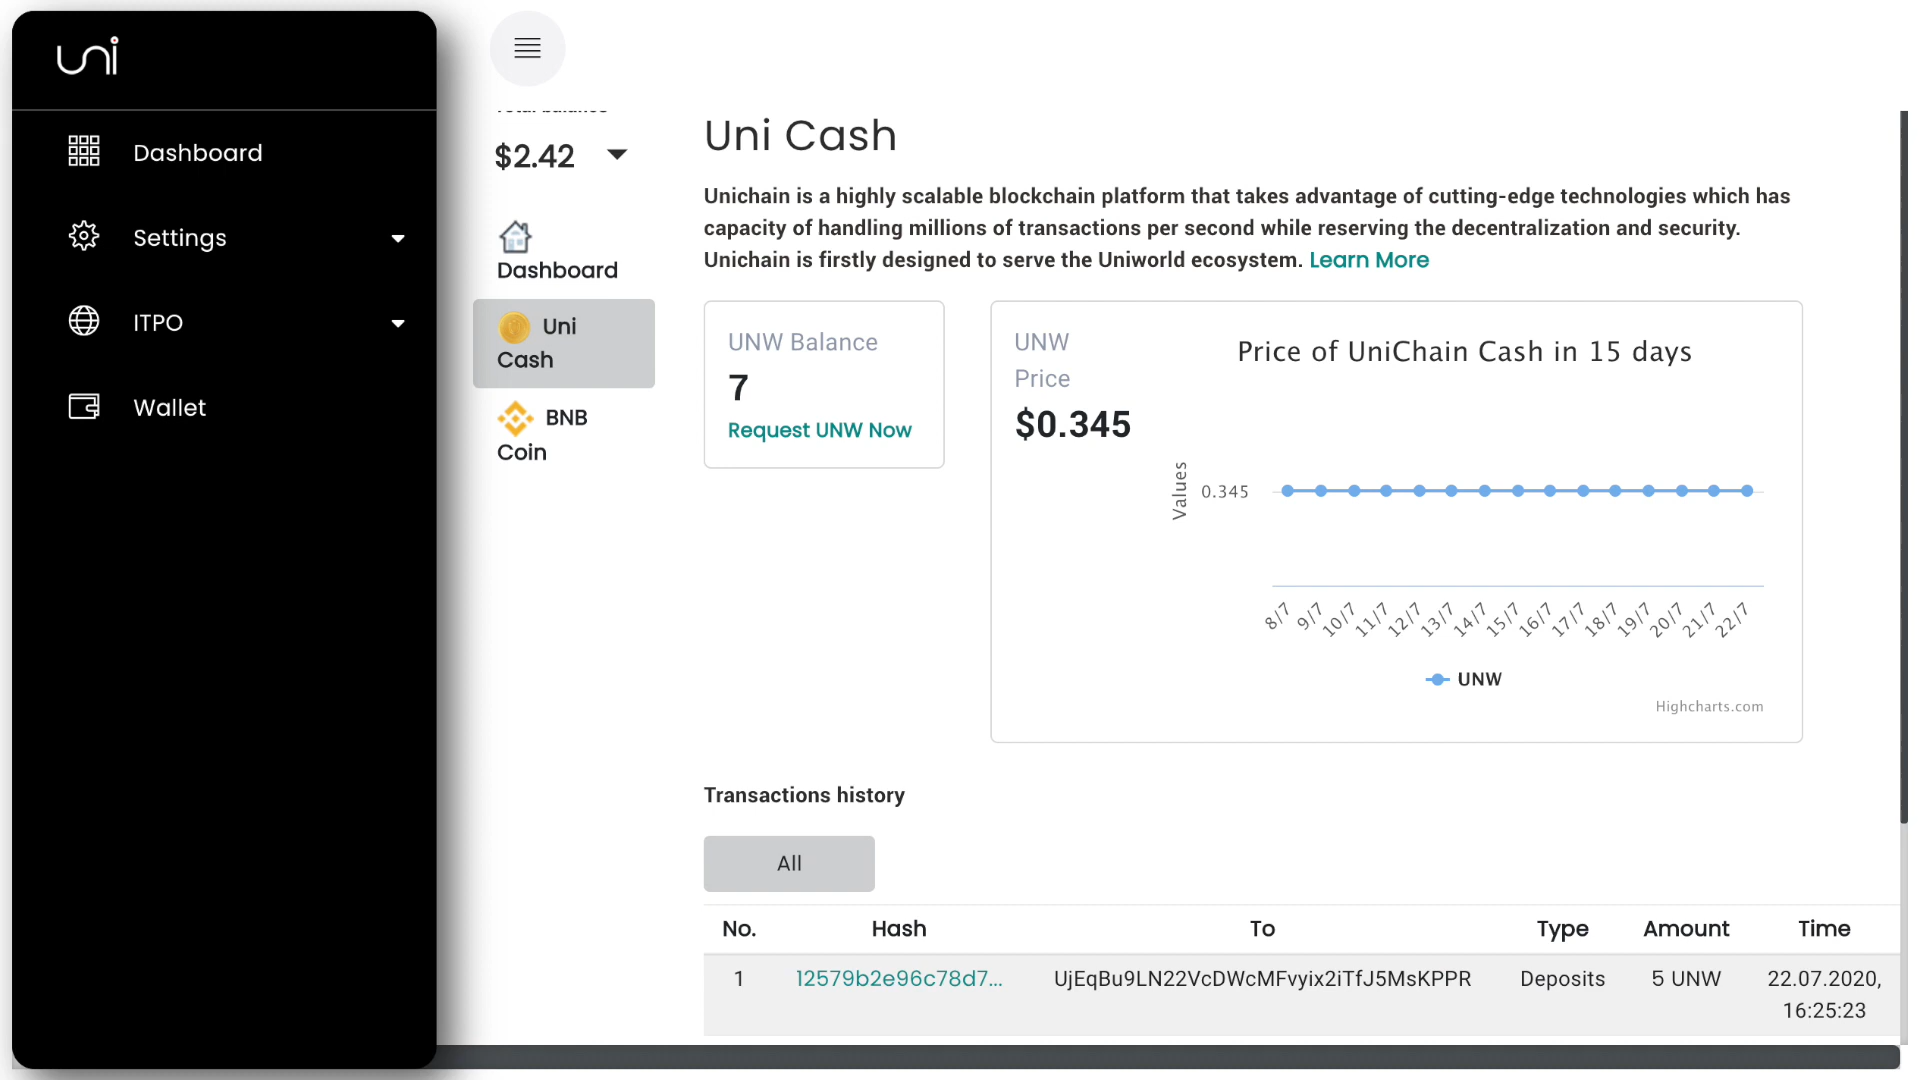 uni
Dashboard
Settings
ITPO
Wallet
$2.42
Dashboard
Uni
Cash
BNB
Coin
Uni Cash
Unichain is a highly scalable blockchain platform that takes advantage of cutting-edge technologies which has
capacity of handling millions of transactions per second while reserving the decentralization and security.
Unichain is firstly designed to serve the Uniworld ecosystem. Learn More
UNW Balance
7
Request UNW Now
UNW
Price
$0.345
Price of UniChain Cash in 15 days
Values
0.345
8/7 9/7 10/7 11/7 12/7 13/7 14/7 15/7 16/7 17/7 18/7 19/7 20/7 21/7 22/7
UNW
Highcharts.com
Transactions history
All
No. Hash To Type Amount Time
1 12579b2e96c78d7... UjEqBu9LN22VcDWcMFvyix2iTfJ5MsKPPR Deposits 5 UNW 22.07.2020,
16:25:23